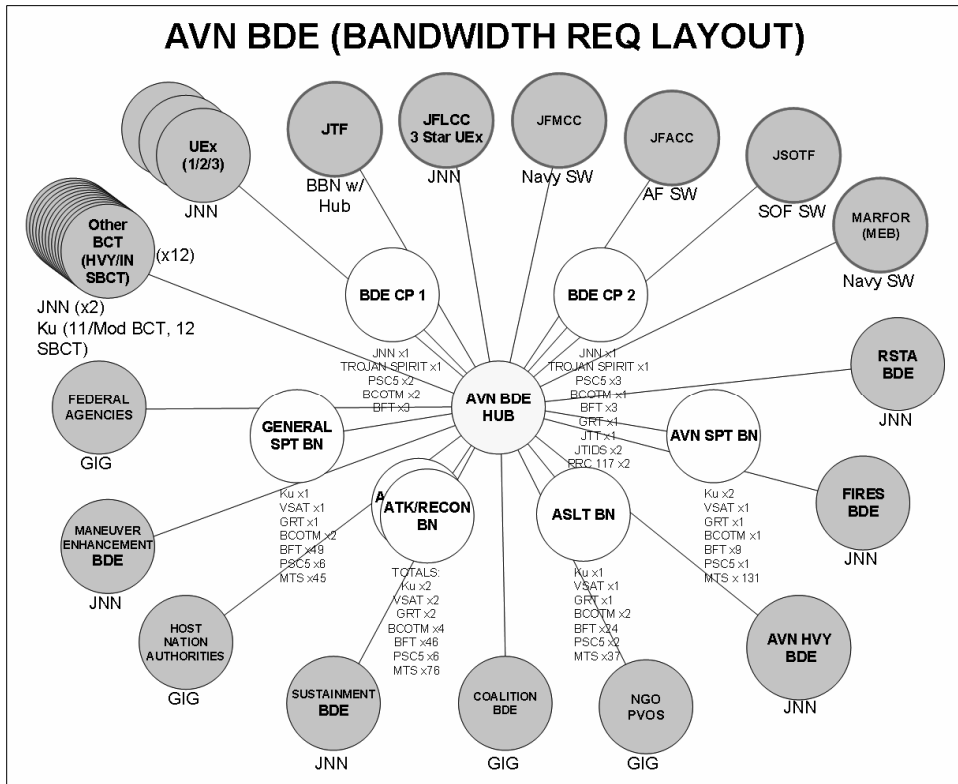 AVN BDE (BANDWIDTH REQ LAYOUT)
UEx
(1/2/3)
JNN
JTF
BBN w/
Hub
JFLCC
3 Star UEx
JNN
JFMCC
Navy SW
JFACC
AF SW
JSOTF
SOF SW
MARFOR
(MEB)
Navy SW
Other
BCT
(HVY/IN
SBCT)
(x12)
JNN (x2)
Ku (11/Mod BCT, 12
SBCT)
BDE CP 1
JNN x1
TROJAN SPIRIT x1
PSC5 x2
BCOTM x2
BFT x3
BDE CP 2
JNN x1
TROJAN SPIRIT x1
PSC5 x3
BCOTM x1
BFT x3
GRT x1
JTT x1
JTIDS x2
PRC 117 x2
AVN BDE
HUB
RSTA
BDE
JNN
FEDERAL
AGENCIES
GIG
GENERAL
SPT BN
Ku x1
VSAT x1
GRT x1
BCOTM x2
BFT x49
PSC5 x6
MTS x45
AVN SPT BN
Ku x2
VSAT x1
GRT x1
BCOTM x1
BFT x9
PSC5 x1
MTS x 131
FIRES
BDE
JNN
MANEUVER
ENHANCEMENT
BDE
JNN
A
ATK/RECON
BN
TOTALS:
Ku x2
VSAT x2
GRT x2
BCOTM x4
BFT x46
PSC5 x6
MTS x76
ASLT BN
Ku x1
VSAT x1
GRT x1
BCOTM x2
BFT x24
PSC5 x2
MTS x37
HOST
NATION
AUTHORITIES
GIG
AVN HVY
BDE
JNN
SUSTAINMENT
BDE
JNN
COALITION
BDE
GIG
NGO
PVOS
GIG